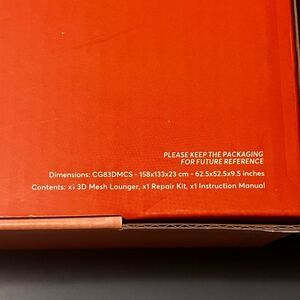 PLEASE KEEP THE PACKAGING
FOR FUTURE REFERENCE
Dimensions: CG83DMCS - 158x133x23 cm - 62.5x52.5x9.5 inches
Contents: x1 3D Mesh Lounger, x1 Repair Kit, x1 Instruction Manual